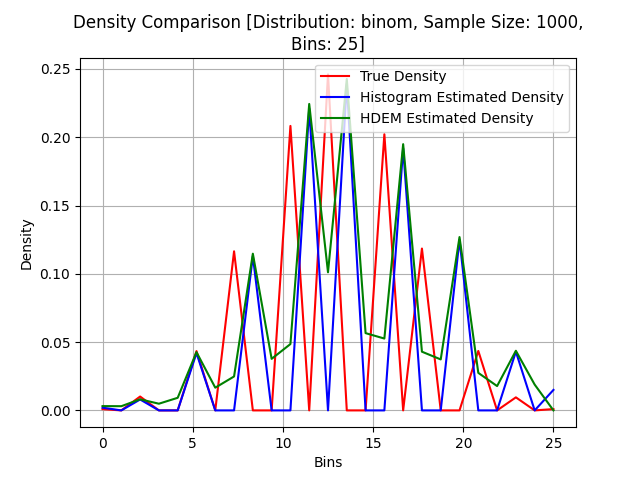 Density Comparison [Distribution: binom, Sample Size: 1000,
Bins: 25]
True Density
Histogram Estimated Density
HDEM Estimated Density
0.25
0.20
0.15
0.10
0.05
0.00
Density
0
5
10
15
20
25
Bins